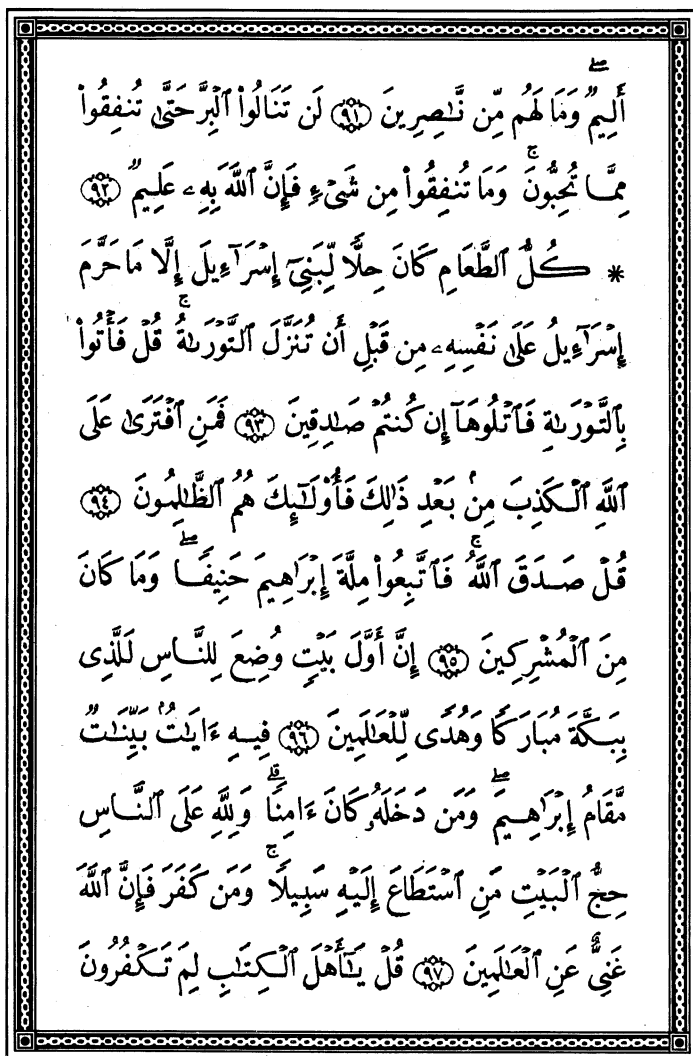 أَلِيمٌ ۖ وَمَا لَهُم مِّن نَّـٰصِرِينَ ۝٩١ لَن تَنَالُوا۟ ٱلْبِرَّ حَتَّىٰ تُنفِقُوا۟
مِمَّا تُحِبُّونَ ۚ وَمَا تُنفِقُوا۟ مِن شَىْءٍ فَإِنَّ ٱللَّهَ بِهِۦ عَلِيمٌ ۝٩٢
* كُلُّ ٱلطَّعَامِ كَانَ حِلًّا لِّبَنِىٓ إِسْرَٰٓءِيلَ إِلَّا مَا حَرَّمَ
إِسْرَٰٓءِيلُ عَلَىٰ نَفْسِهِۦ مِن قَبْلِ أَن تُنَزَّلَ ٱلتَّوْرَىٰةُ ۚ قُلْ فَأْتُوا۟
بِٱلتَّوْرَىٰةِ فَٱتْلُوهَآ إِن كُنتُمْ صَـٰدِقِينَ ۝٩٣ فَمَنِ ٱفْتَرَىٰ عَلَى
ٱللَّهِ ٱلْكَذِبَ مِنۢ بَعْدِ ذَٰلِكَ فَأُو۟لَـٰٓئِكَ هُمُ ٱلظَّـٰلِمُونَ ۝٩٤
قُلْ صَدَقَ ٱللَّهُ ۚ فَٱتَّبِعُوا۟ مِلَّةَ إِبْرَٰهِيمَ حَنِيفًا ۖ وَمَا كَانَ
مِنَ ٱلْمُشْرِكِينَ ۝٩٥ إِنَّ أَوَّلَ بَيْتٍ وُضِعَ لِلنَّاسِ لَلَّذِى
بِبَكَّةَ مُبَارَكًا وَهُدًى لِّلْعَـٰلَمِينَ ۝٩٦ فِيهِ ءَايَـٰتٌۢ بَيِّنَـٰتٌ
مَّقَامُ إِبْرَٰهِيمَ ۖ وَمَن دَخَلَهُۥ كَانَ ءَامِنًا ۗ وَلِلَّهِ عَلَى ٱلنَّاسِ
حِجُّ ٱلْبَيْتِ مَنِ ٱسْتَطَاعَ إِلَيْهِ سَبِيلًا ۚ وَمَن كَفَرَ فَإِنَّ ٱللَّهَ
غَنِىٌّ عَنِ ٱلْعَـٰلَمِينَ ۝٩٧ قُلْ يَـٰٓأَهْلَ ٱلْكِتَـٰبِ لِمَ تَكْفُرُونَ